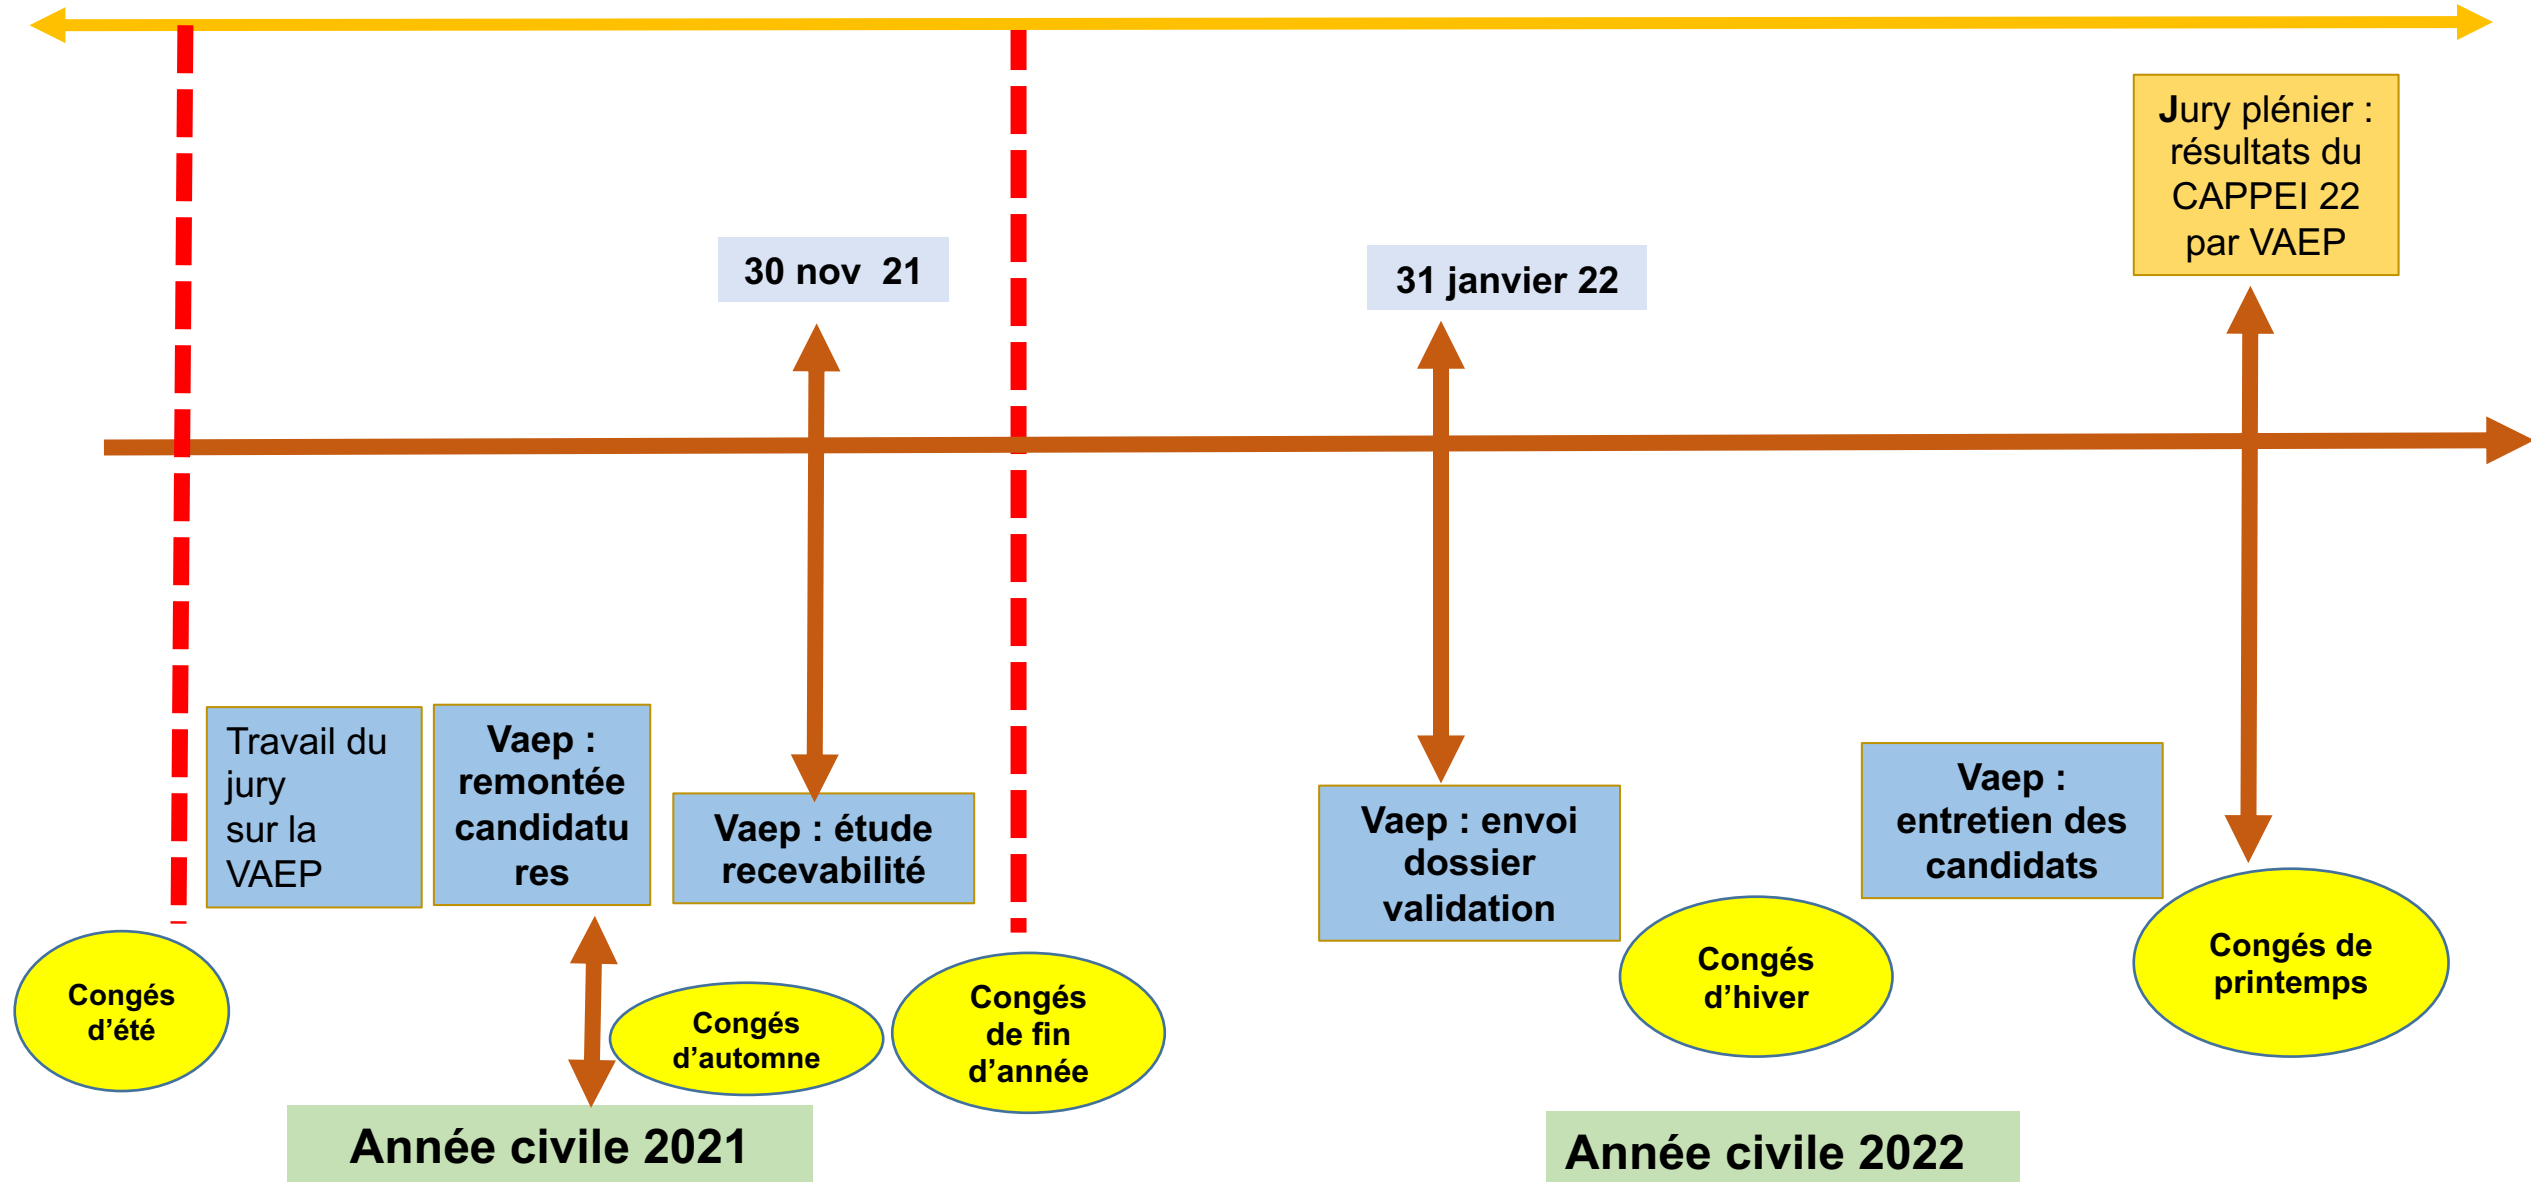 Jury plénier :
résultats du
CAPPEI 22
par VAEP
30 nov  21
31 janvier 22
Travail du
jury
sur la
VAEP
Vaep :
remontée
candidatu
res
Vaep : étude
recevabilité
Vaep : envoi
dossier
validation
Vaep :
entretien des
candidats
Congés
d’été
Congés
d’automne
Congés
de fin
d’année
Congés
d’hiver
Congés de
printemps
Année civile 2021
Année civile 2022